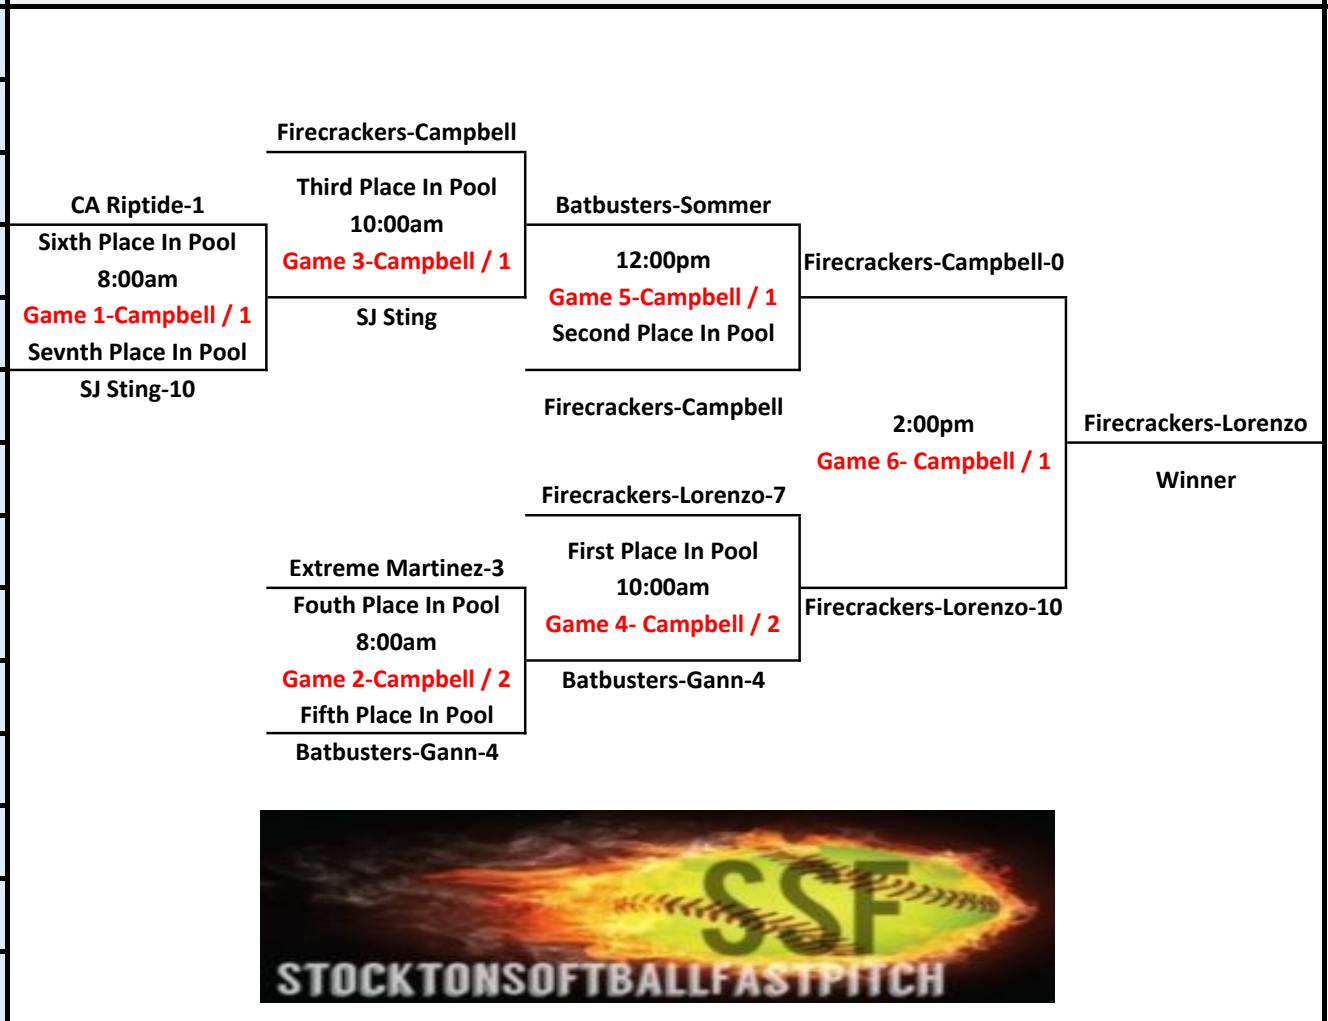 Firecrackers-Campbell
Third Place In Pool
10:00am
Game 3-Campbell / 1
SJ Sting
CA Riptide-1
Sixth Place In Pool
8:00am
Game 1-Campbell / 1
Sevnth Place In Pool
SJ Sting-10
Batbusters-Sommer
12:00pm
Game 5-Campbell / 1
Second Place In Pool
Firecrackers-Campbell
Firecrackers-Campbell-0
2:00pm
Game 6- Campbell / 1
Firecrackers-Lorenzo-10
Firecrackers-Lorenzo
Winner
Firecrackers-Lorenzo-7
First Place In Pool
10:00am
Game 4- Campbell / 2
Batbusters-Gann-4
Extreme Martinez-3
Fouth Place In Pool
8:00am
Game 2-Campbell / 2
Fifth Place In Pool
Batbusters-Gann-4
SSF
STOCKTONSOFTBALLFASTPITCH